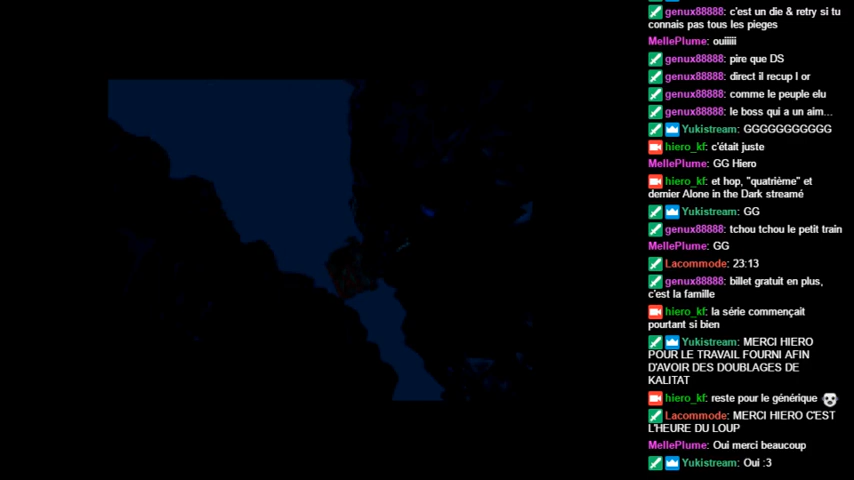 genux88888: c'est un die & retry si tu
connais pas tous les pieges
MellePlume: ouiiiii
genux88888: pire que DS
genux88888: direct il recup l or
genux88888: comme le peuple elu
genux88888: le boss qui a un aim...
Yukistream: GGGGGGGGGGG
hiero_kf: c'était juste
MellePlume: GG Hiero
hiero_kf: et hop, "quatrième" et
dernier Alone in the Dark streamé
Yukistream: GG
genux88888: tchou tchou le petit train
MellePlume: GG
Lacommode: 23:13
genux88888: billet gratuit en plus,
c'est la famille
hiero_kf: la série commençait
pourtant si bien
Yukistream: MERCI HIERO
POUR LE TRAVAIL FOURNI AFIN
D'AVOIR DES DOUBLAGES DE
KALITAT
hiero_kf: reste pour le générique
Lacommode: MERCI HIERO C'EST
L'HEURE DU LOUP
MellePlume: Oui merci beaucoup
Yukistream: Oui :3